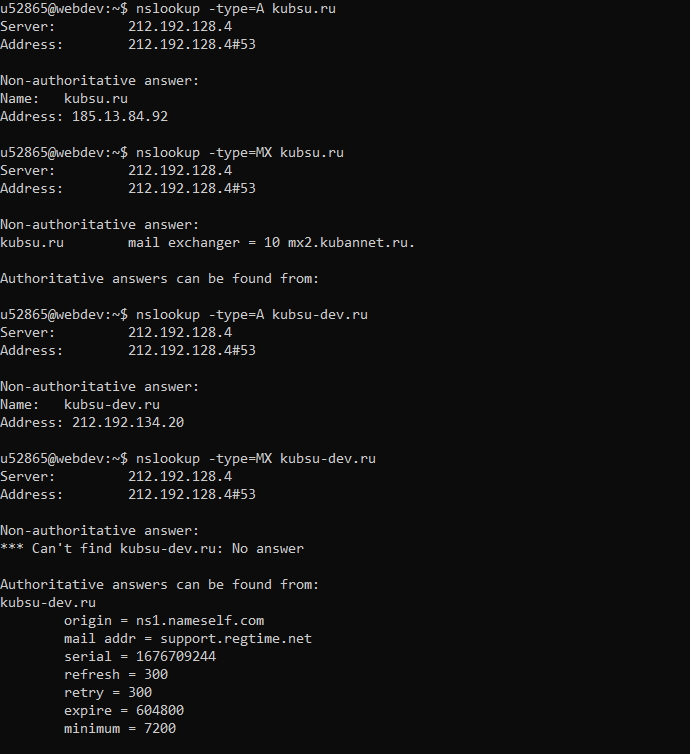 u52865@webdev:~$ nslookup -type=A kubsu.ru
Server:         212.192.128.4
Address:        212.192.128.4#53

Non-authoritative answer:
Name:   kubsu.ru
Address: 185.13.84.92

u52865@webdev:~$ nslookup -type=MX kubsu.ru
Server:         212.192.128.4
Address:        212.192.128.4#53

Non-authoritative answer:
kubsu.ru        mail exchanger = 10 mx2.kubannet.ru.

Authoritative answers can be found from:

u52865@webdev:~$ nslookup -type=A kubsu-dev.ru
Server:         212.192.128.4
Address:        212.192.128.4#53

Non-authoritative answer:
Name:   kubsu-dev.ru
Address: 212.192.134.20

u52865@webdev:~$ nslookup -type=MX kubsu-dev.ru
Server:         212.192.128.4
Address:        212.192.128.4#53

Non-authoritative answer:
*** Can't find kubsu-dev.ru: No answer

Authoritative answers can be found from:
kubsu-dev.ru
        origin = ns1.nameself.com
        mail addr = support.regtime.net
        serial = 1676709244
        refresh = 300
        retry = 300
        expire = 604800
        minimum = 7200